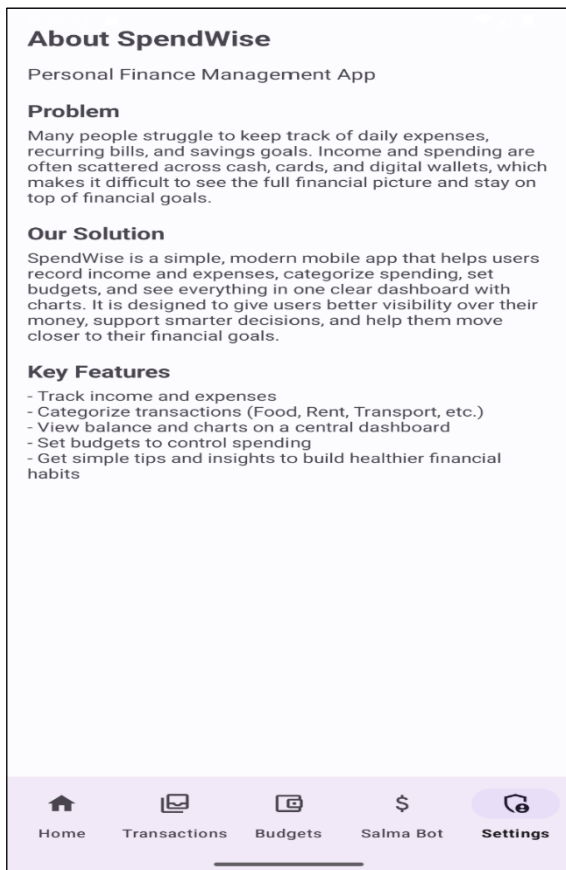 About SpendWise
Personal Finance Management App
Problem
Many people struggle to keep track of daily expenses,
recurring bills, and savings goals. Income and spending are
often scattered across cash, cards, and digital wallets, which
makes it difficult to see the full financial picture and stay on
top of financial goals.
Our Solution
SpendWise is a simple, modern mobile app that helps users
record income and expenses, categorize spending, set
budgets, and see everything in one clear dashboard with
charts. It is designed to give users better visibility over their
money, support smarter decisions, and help them move
closer to their financial goals.
Key Features
- Track income and expenses
- Categorize transactions (Food, Rent, Transport, etc.)
- View balance and charts on a central dashboard
- Set budgets to control spending
- Get simple tips and insights to build healthier financial
habits
Home Transactions Budgets Salma Bot Settings